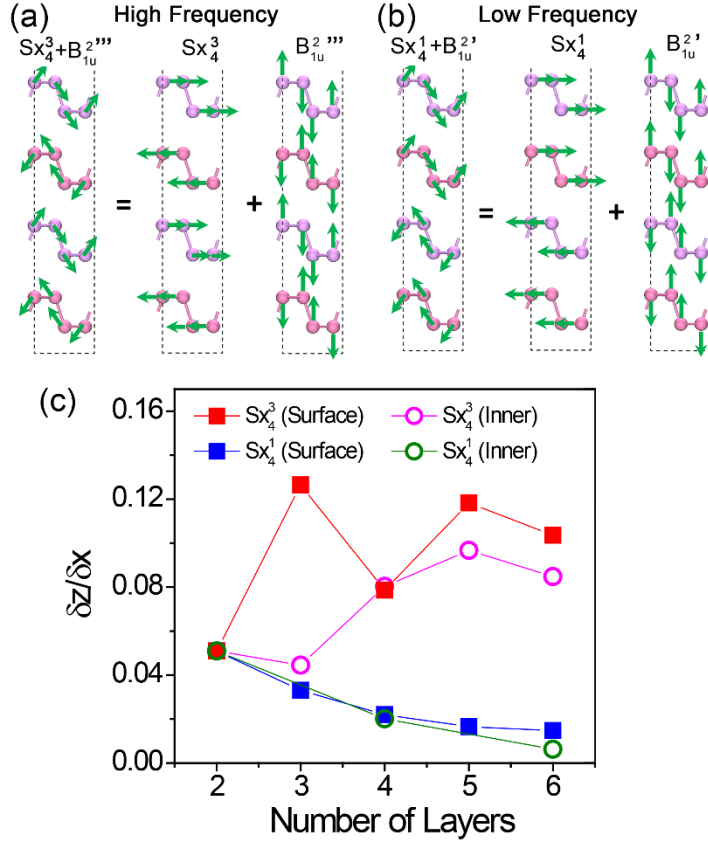 (a) High Frequency
Sx₄³+B₁ᵤ²''' Sx₄³ B₁ᵤ²'''
= +
(b) Low Frequency
Sx₄¹+B₁ᵤ²' Sx₄¹ B₁ᵤ²'
= +
(c)
Sx₄³ (Surface) Sx₄³ (Inner)
Sx₄¹ (Surface) Sx₄¹ (Inner)
0.16
0.12
0.08
0.04
0.00
δz/δx
2 3 4 5 6
Number of Layers